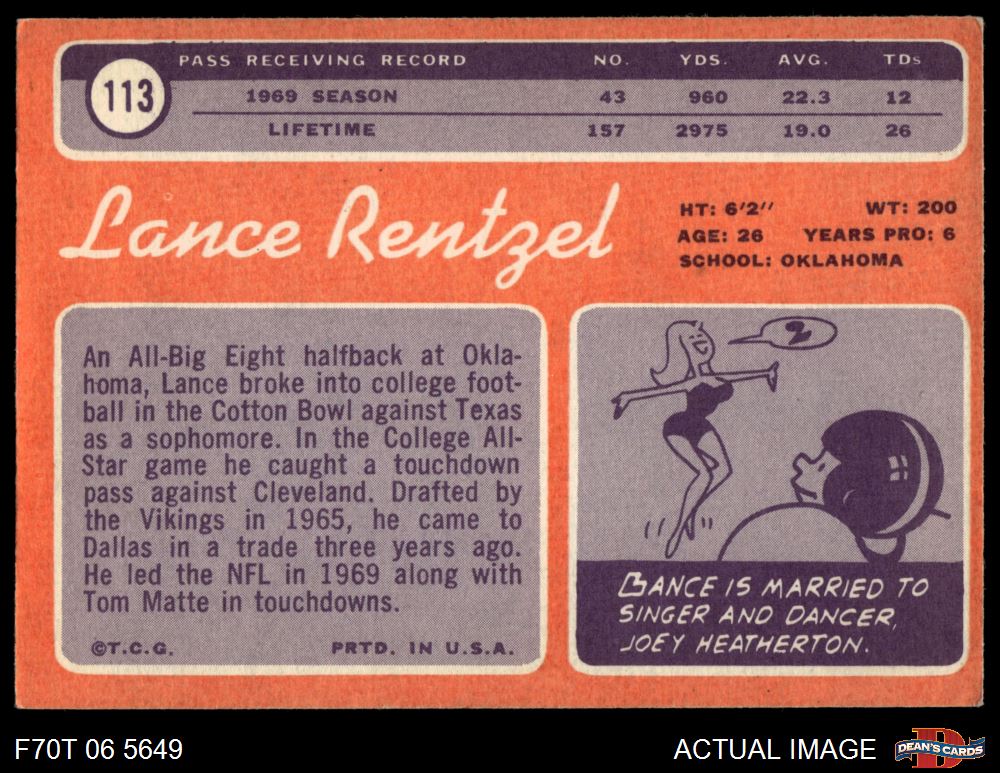 113
PASS RECEIVING RECORD NO. YDS. AVG. TDs
1969 SEASON 43 960 22.3 12
LIFETIME 157 2975 19.0 26
Lance Rentzel
HT: 6'2" WT: 200
AGE: 26 YEARS PRO: 6
SCHOOL: OKLAHOMA
An All-Big Eight halfback at Okla-
homa, Lance broke into college foot-
ball in the Cotton Bowl against Texas
as a sophomore. In the College All-
Star game he caught a touchdown
pass against Cleveland. Drafted by
the Vikings in 1965, he came to
Dallas in a trade three years ago.
He led the NFL in 1969 along with
Tom Matte in touchdowns.
©T.C.G. PRTD. IN U.S.A.
2
LANCE IS MARRIED TO
SINGER AND DANCER,
JOEY HEATHERTON.
F70T 06 5649
ACTUAL IMAGE
D
DEAN'S CARDS